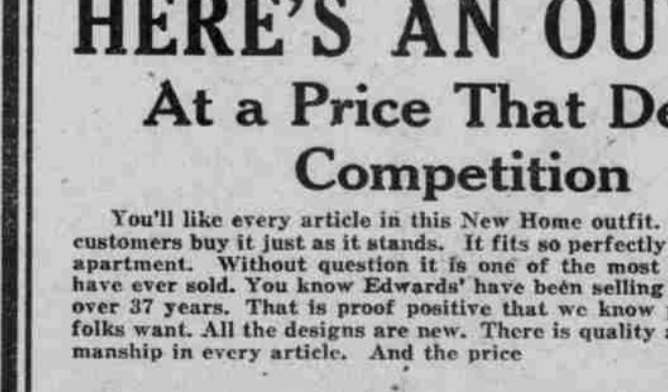 HERE'S AN OU
At a Price That De
Competition
You'll like every article in this New Home outfit.
customers buy it just as it stands. It fits so perfectly
apartment. Without question it is one of the most
have ever sold. You know Edwards' have been selling
over 37 years. That is proof positive that we know
folks want. All the designs are new. There is quality
manship in every article. And the price